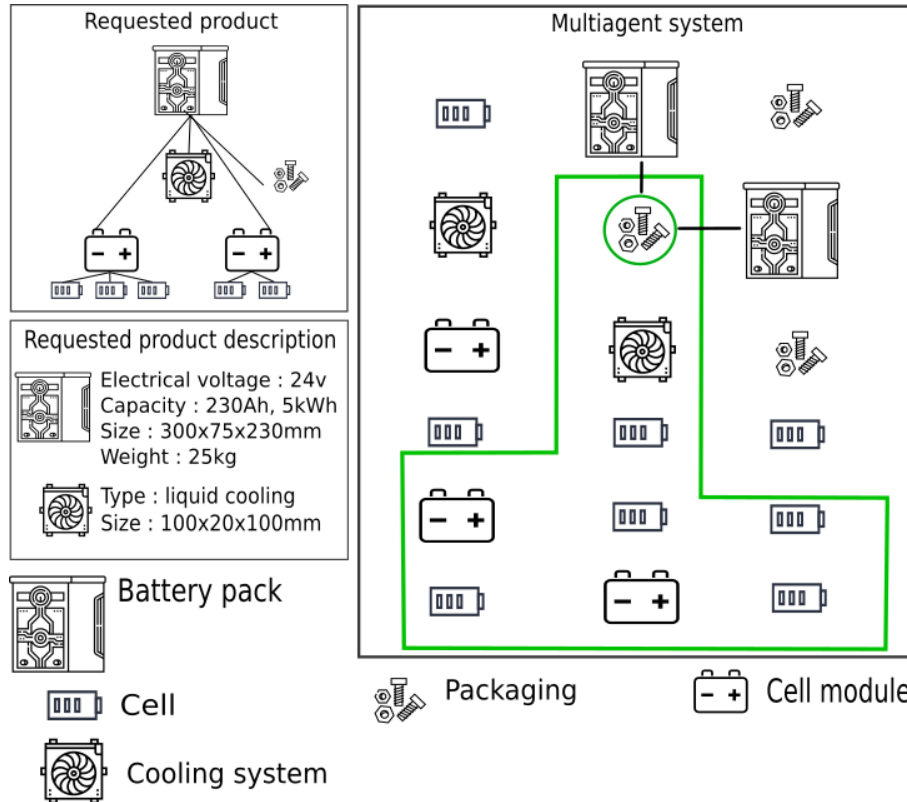 Requested product
Multiagent system
Requested product description
Electrical voltage : 24v
Capacity : 230Ah, 5kWh
Size : 300x75x230mm
Weight : 25kg
Type : liquid cooling
Size : 100x20x100mm
Battery pack
Cell
Cooling system
Packaging
Cell module